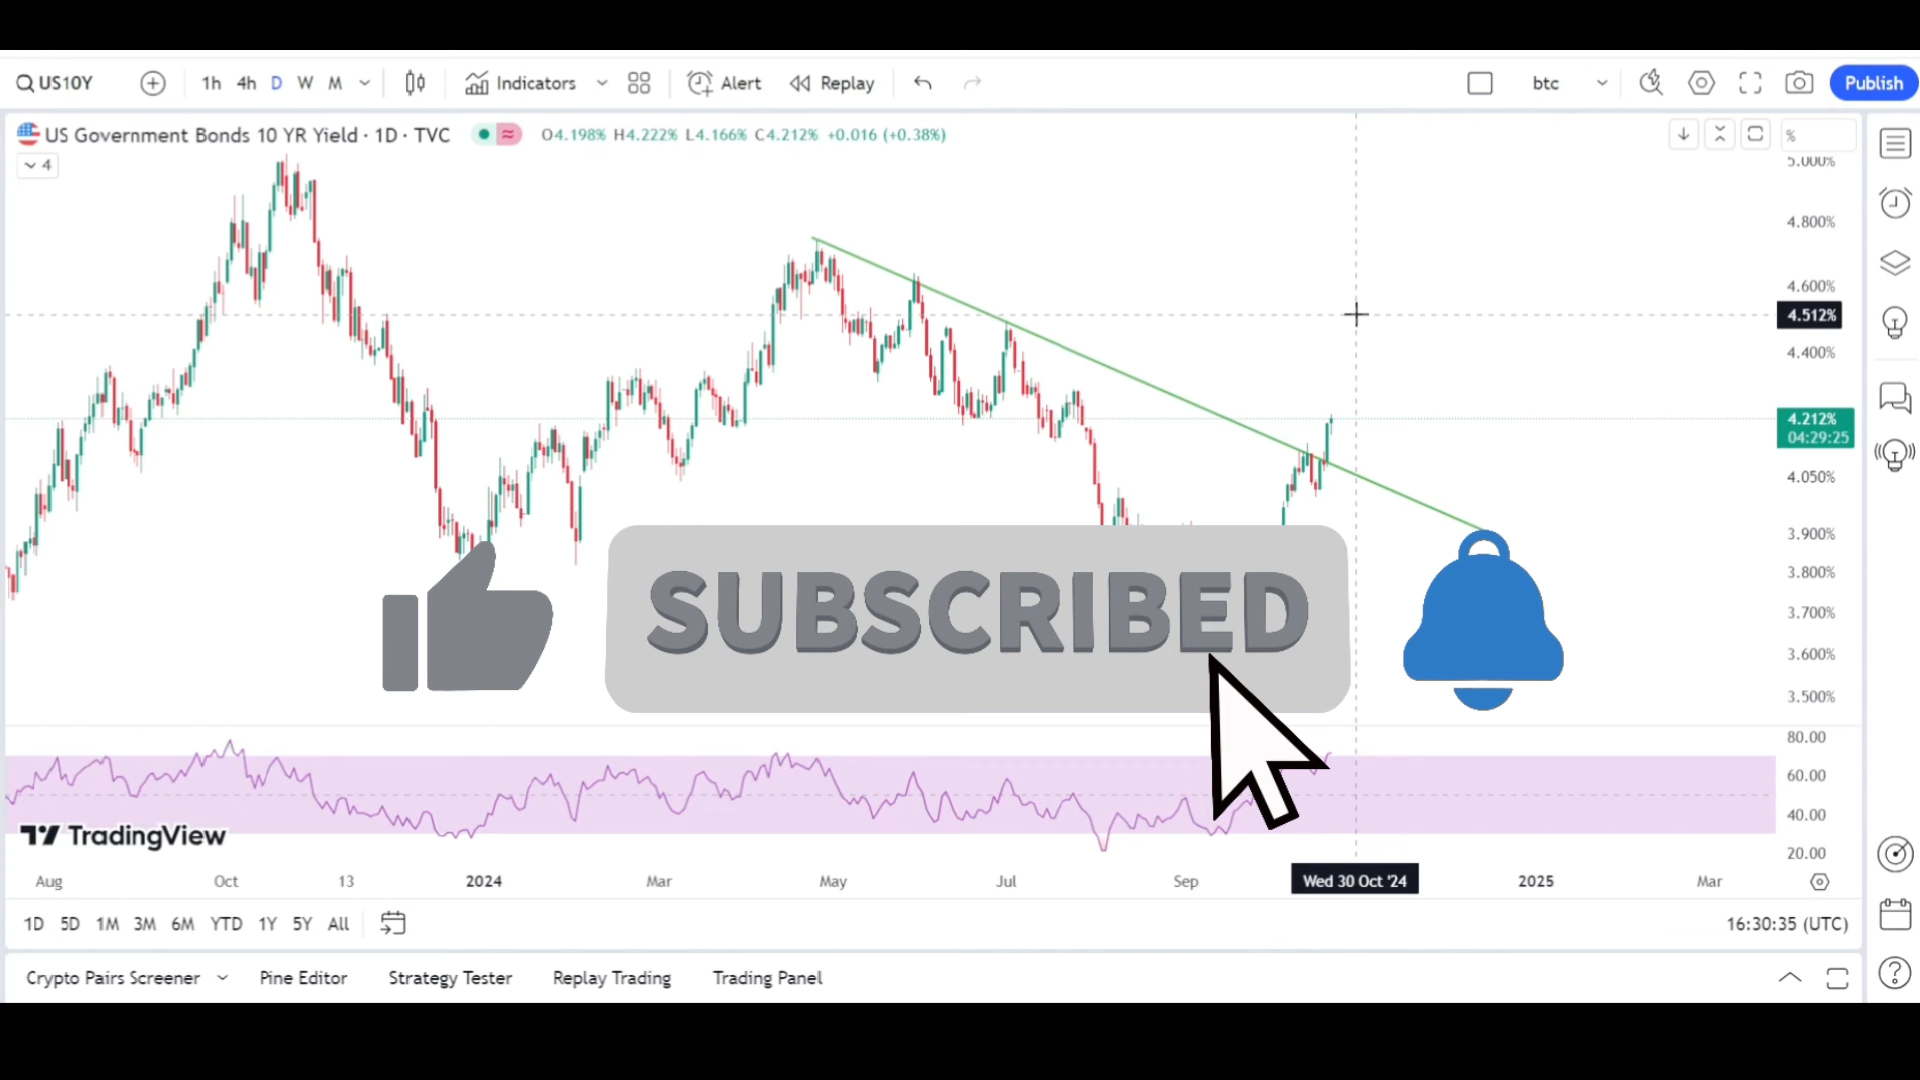 US10Y 1h 4h D W M Indicators Alert Replay btc Publish
US Government Bonds 10 YR Yield · 1D · TVC O4.198% H4.222% L4.166% C4.212% +0.016 (+0.38%) %
4
5.000%
4.800%
4.600%
4.512%
4.400%
4.212%
04:29:25
4.050%
3.900%
3.800%
3.700%
3.600%
3.500%
SUBSCRIBED
80.00
60.00
40.00
20.00
TradingView
Aug Oct 13 2024 Mar May Jul Sep Wed 30 Oct '24 2025 Mar
1D 5D 1M 3M 6M YTD 1Y 5Y All 16:30:35 (UTC)
Crypto Pairs Screener Pine Editor Strategy Tester Replay Trading Trading Panel